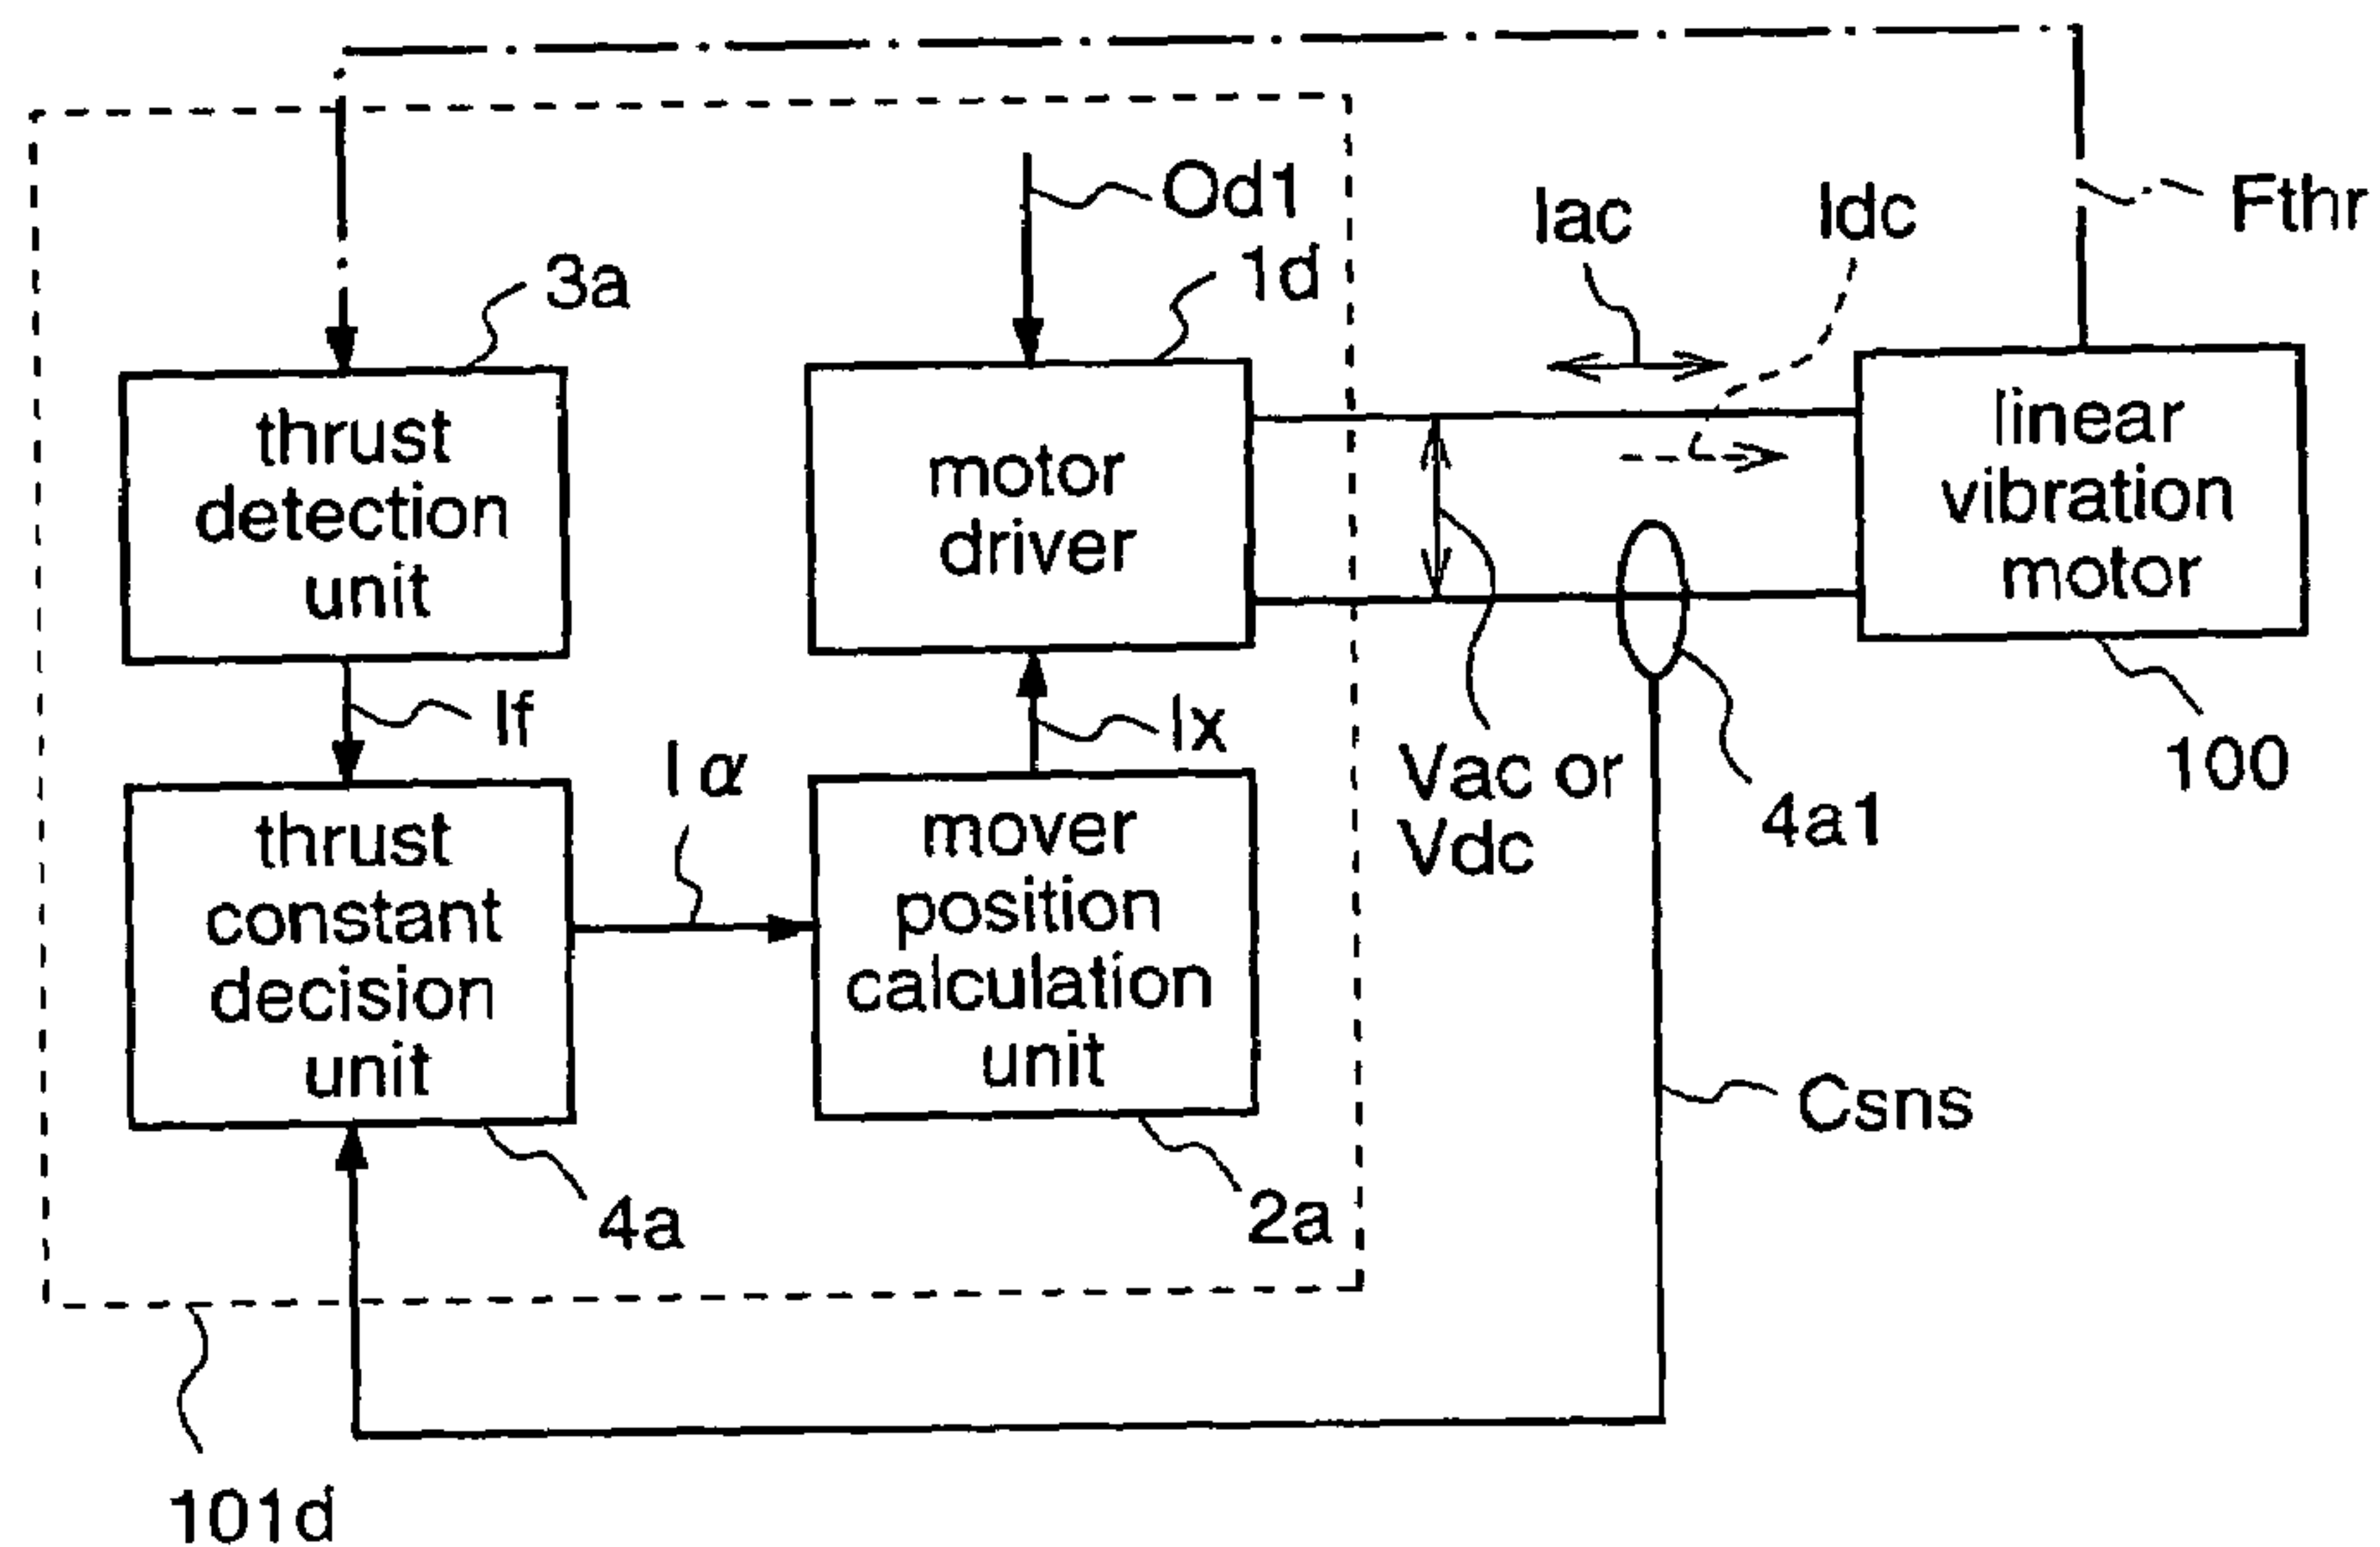 Od1
Iac
Idc
Fthr
3a
1d
thrust
detection
unit
motor
driver
linear
vibration
motor
If
Ix
Iα
Vac or
Vdc
4a1
100
thrust
constant
decision
unit
mover
position
calculation
unit
Csns
4a
2a
101d